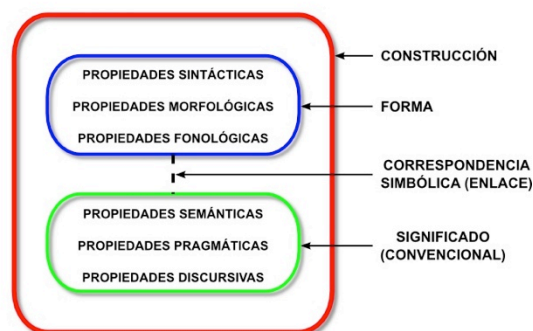 CONSTRUCCIÓN
PROPIEDADES SINTÁCTICAS
PROPIEDADES MORFOLÓGICAS
PROPIEDADES FONOLÓGICAS
FORMA
CORRESPONDENCIA
SIMBÓLICA (ENLACE)
PROPIEDADES SEMÁNTICAS
PROPIEDADES PRAGMÁTICAS
PROPIEDADES DISCURSIVAS
SIGNIFICADO
(CONVENCIONAL)